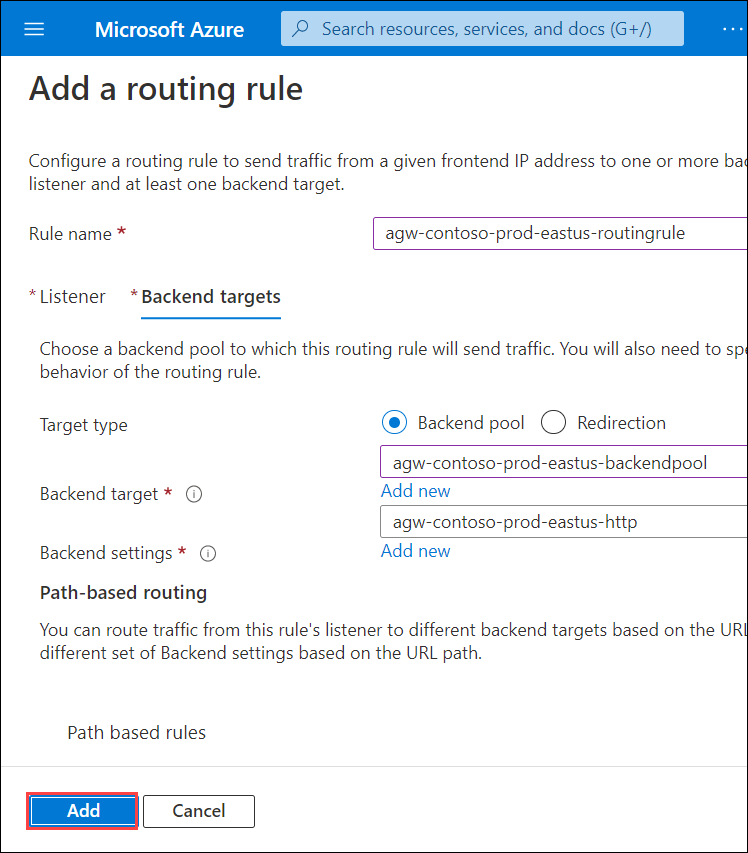 Microsoft Azure
Search resources, services, and docs (G+/)
Add a routing rule
Configure a routing rule to send traffic from a given frontend IP address to one or more bac
listener and at least one backend target.
Rule name *
agw-contoso-prod-eastus-routingrule
* Listener * Backend targets
Choose a backend pool to which this routing rule will send traffic. You will also need to spe
behavior of the routing rule.
Target type
Backend pool
Redirection
agw-contoso-prod-eastus-backendpool
Backend target *
Add new
agw-contoso-prod-eastus-http
Backend settings *
Add new
Path-based routing
You can route traffic from this rule's listener to different backend targets based on the URL
different set of Backend settings based on the URL path.
Path based rules
Add
Cancel